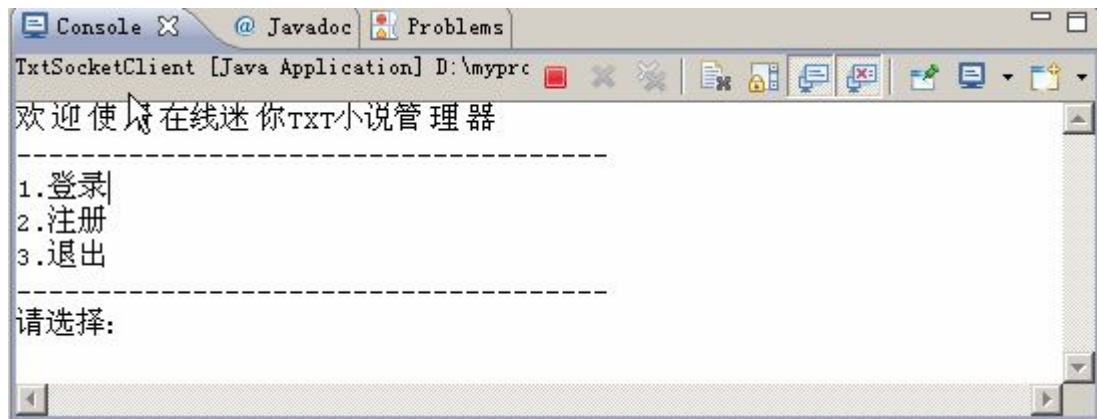 Console @ Javadoc Problems
TxtSocketClient [Java Application] D:\mypro
欢迎使用在线迷你TXT小说管理器
--------------------------------------
1.登录
2.注册
3.退出
--------------------------------------
请选择: